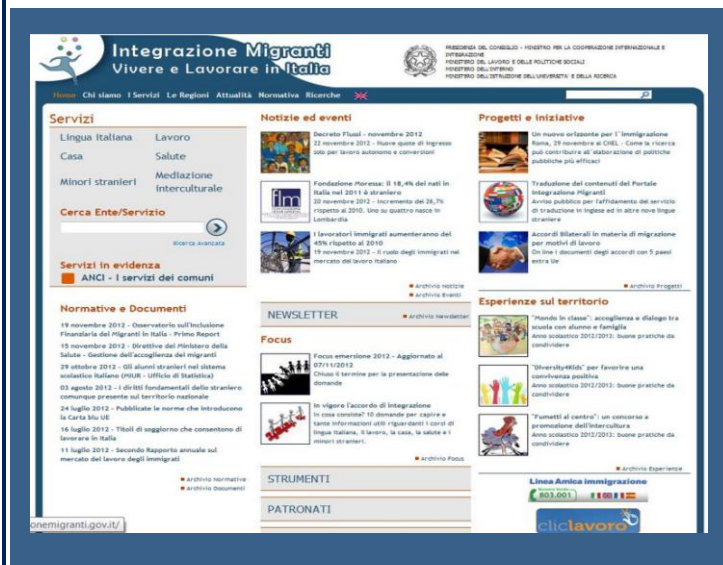 Integrazione Migranti
Vivere e Lavorare in Italia
PRESIDENZA DEL CONSIGLIO - MINISTRO PER LA COOPERAZIONE INTERNAZIONALE E
INTEGRAZIONE
MINISTERO DEL LAVORO E DELLE POLITICHE SOCIALI
MINISTERO DELL'INTERNO
MINISTERO DELL'ISTRUZIONE DELL'UNIVERSITA' E DELLA RICERCA
Home Chi siamo I Servizi Le Regioni Attualità Normativa Ricerche
Servizi
Lingua italiana Lavoro
Casa Salute
Minori stranieri Mediazione
interculturale
Cerca Ente/Servizio
Ricerca Avanzata
Servizi in evidenza
ANCI - I servizi dei comuni
Normative e Documenti
19 novembre 2012 - Osservatorio sull'Inclusione
Finanziaria dei Migranti in Italia - Primo Report
15 novembre 2012 - Direttive del Ministero della
Salute - Gestione dell'accoglienza dei migranti
29 ottobre 2012 - Gli alunni stranieri nel sistema
scolastico italiano (MIUR - Ufficio di Statistica)
03 agosto 2012 - I diritti fondamentali dello straniero
comunque presente sul territorio nazionale
24 luglio 2012 - Pubblicate le norme che introducono
la Carta blu UE
16 luglio 2012 - Titoli di soggiorno che consentono di
lavorare in Italia
11 luglio 2012 - Secondo Rapporto annuale sul
mercato del lavoro degli immigrati
Archivio Normative
Archivio Documenti
onemigranti.gov.it/
Notizie ed eventi
Decreto Flussi - novembre 2012
22 novembre 2012 - Nuove quote di ingresso
solo per lavoro autonomo e conversioni
flm
Fondazione Moressa: Il 18,4% dei nati in
Italia nel 2011 è straniero
20 novembre 2012 - Incremento del 28,7%
rispetto al 2010. Uno su quattro nasce in
Lombardia
I lavoratori immigrati aumenteranno del
45% rispetto al 2010
19 novembre 2012 - Il ruolo degli immigrati nel
mercato del lavoro italiano
Archivio Notizie
Archivio Eventi
NEWSLETTER Archivio Newsletter
Focus
Focus emersione 2012 - Aggiornato al
07/11/2012
Chiuso il termine per la presentazione delle
domande
In vigore l'accordo di integrazione
In cosa consiste? 10 domande per capire e
tante informazioni utili riguardanti i corsi di
lingua italiana, il lavoro, la casa, la salute e i
minori stranieri.
Archivio Focus
STRUMENTI
PATRONATI
Progetti e iniziative
Un nuovo orizzonte per l'immigrazione
Roma, 29 novembre al CNEL - Come la ricerca
può contribuire all'elaborazione di politiche
pubbliche più efficaci
Traduzione dei contenuti del Portale
Integrazione Migranti
Avviso pubblico per l'affidamento del servizio
di traduzione in inglese ed in altre nove lingue
straniere
Accordi Bilaterali in materia di migrazione
per motivi di lavoro
On line i documenti degli accordi con 5 paesi
extra Ue
Archivio Progetti
Esperienze sul territorio
"Mondo in classe": accoglienza e dialogo tra
scuola con alunno e famiglia
Anno scolastico 2012/2013: buone pratiche da
condividere
"Diversity4Kids" per favorire una
convivenza positiva
Anno scolastico 2012/2013: buone pratiche da
condividere
"Fumetti al centro": un concorso a
promozione dell'intercultura
Anno scolastico 2012/2013: buone pratiche da
condividere
Archivio Esperienze
Linea Amica immigrazione
803.001
cliclavoro